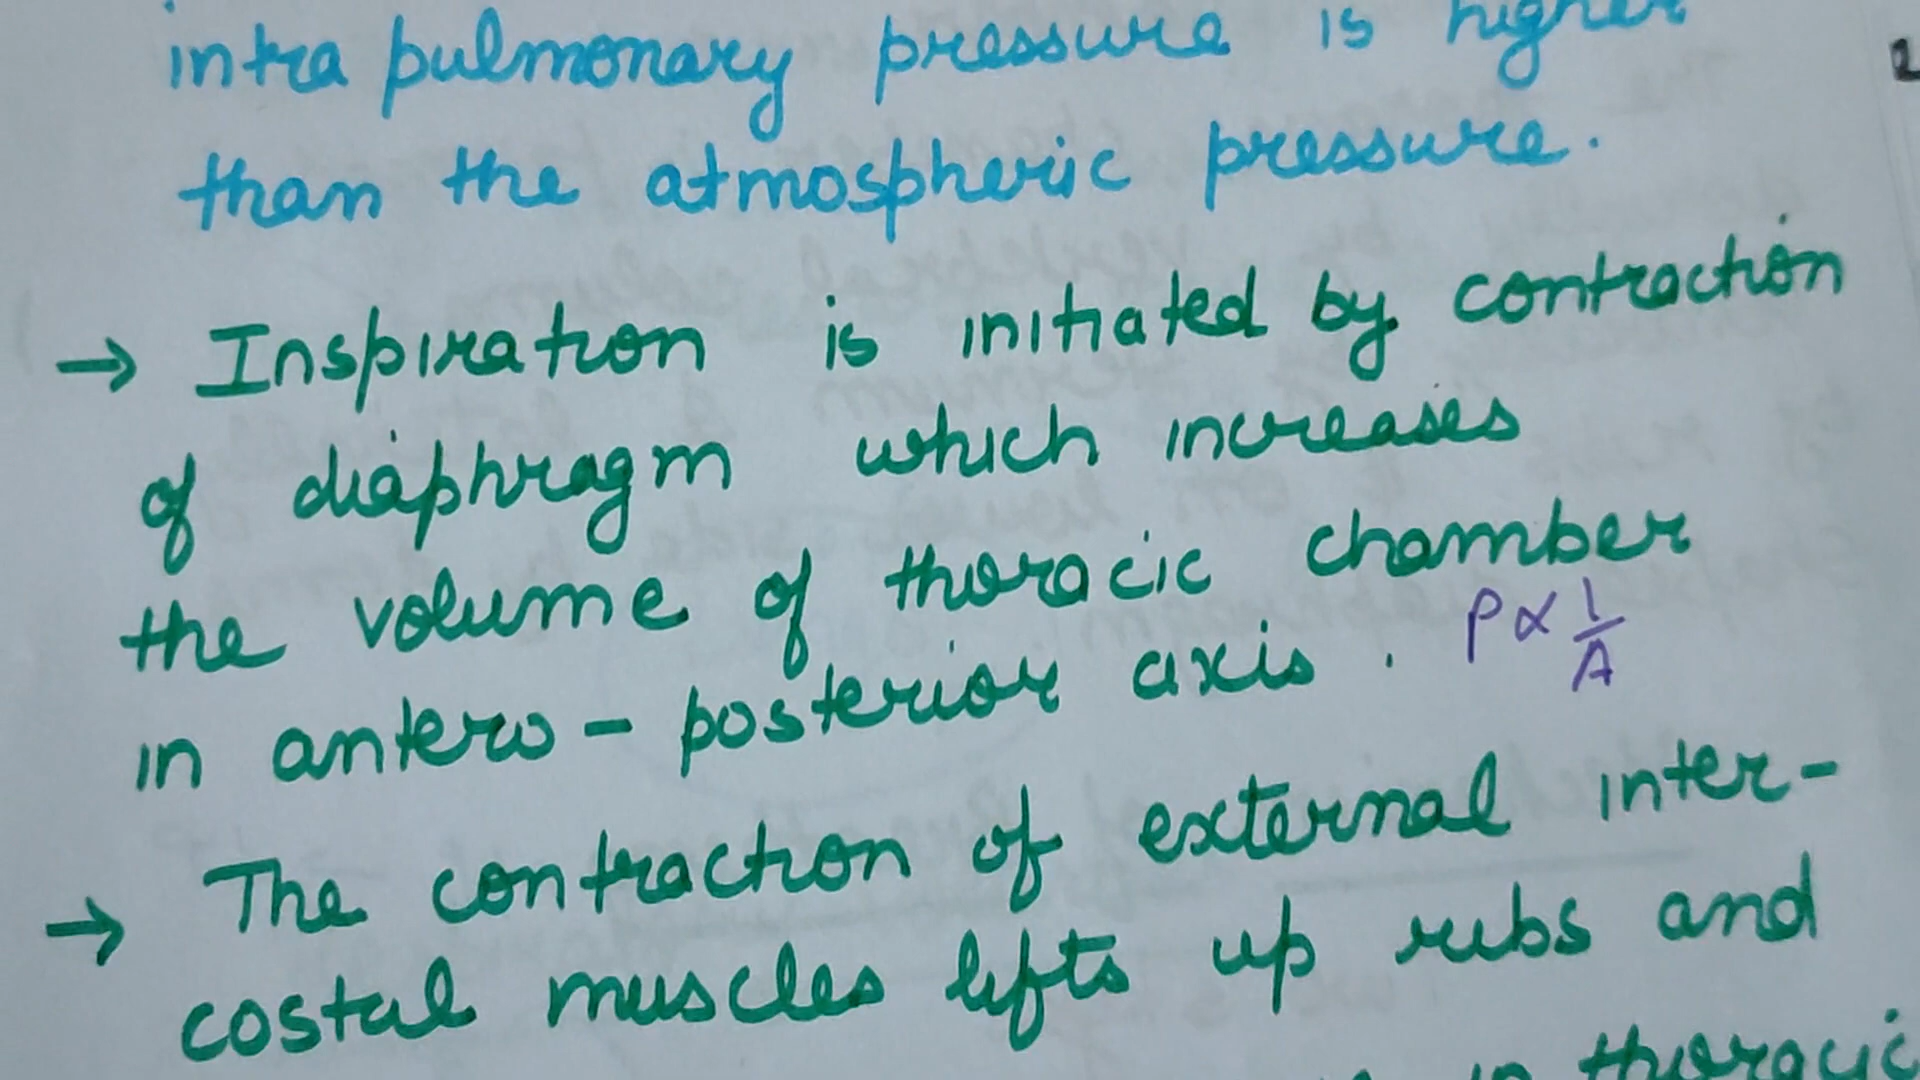 intra pulmonary pressure is higher
than the atmospheric pressure.
→ Inspiration is initiated by contraction
of diaphragm which increases
the volume of thoracic chamber
in antero - posterior axis . P ∝ 1/A
→ The contraction of external inter-
costal muscles lifts up ribs and
in thoracic